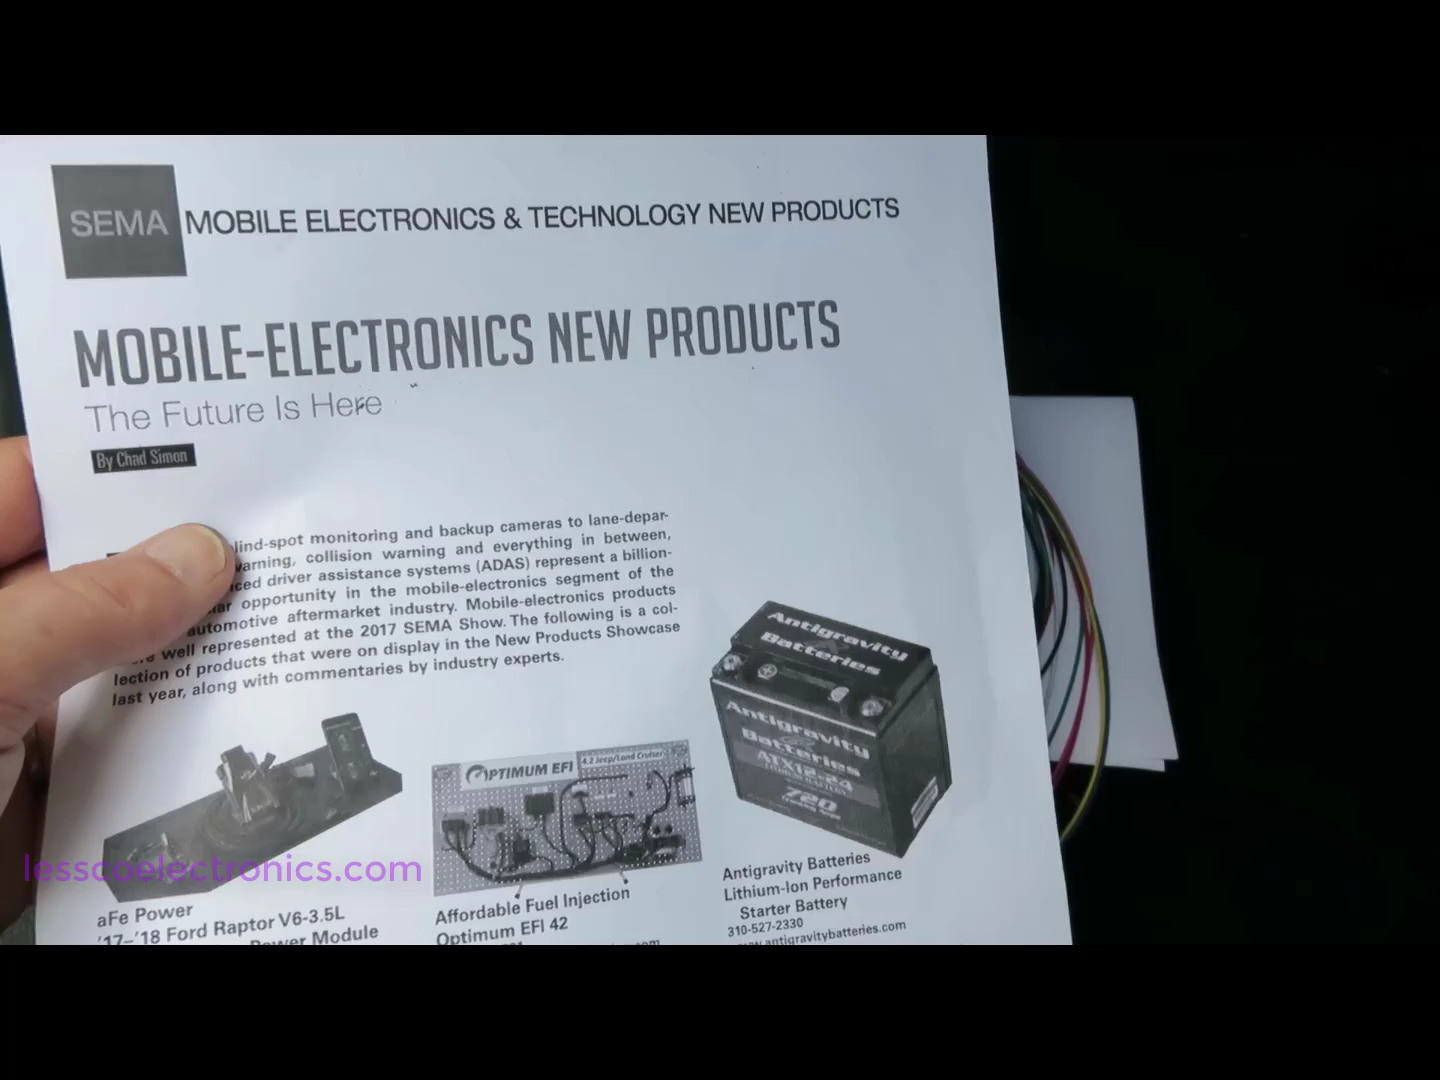 SEMA MOBILE ELECTRONICS & TECHNOLOGY NEW PRODUCTS
MOBILE-ELECTRONICS NEW PRODUCTS
The Future Is Here
By Chad Simon
lind-spot monitoring and backup cameras to lane-depar-
warning, collision warning and everything in between,
ced driver assistance systems (ADAS) represent a billion-
lar opportunity in the mobile-electronics segment of the
automotive aftermarket industry. Mobile-electronics products
well represented at the 2017 SEMA Show. The following is a col-
lection of products that were on display in the New Products Showcase
last year, along with commentaries by industry experts.
OPTIMUM EFI
4.2 Jeep/Land Cruiser
Antigravity
Batteries
Antigravity
Batteries
ATX12-24
720
lesscoelectronics.com
aFe Power
'17–'18 Ford Raptor V6-3.5L
Power Module
Affordable Fuel Injection
Optimum EFI 42
Antigravity Batteries
Lithium-Ion Performance
Starter Battery
310-527-2330
www.antigravitybatteries.com